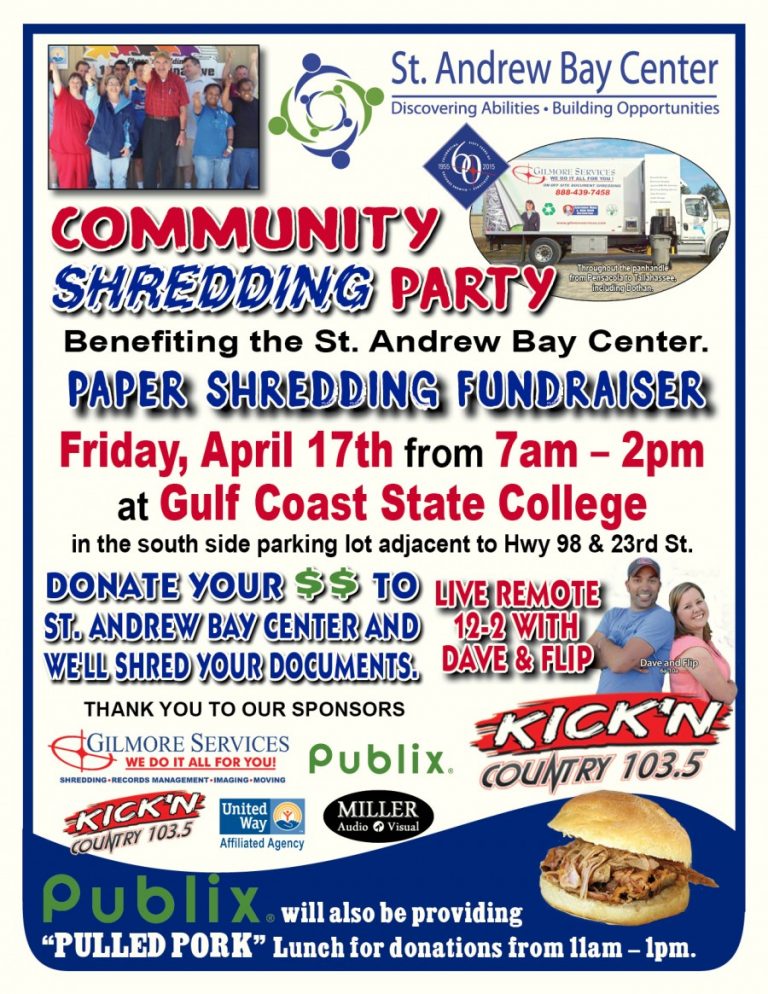 St. Andrew Bay Center
Discovering Abilities • Building Opportunities
1955 60 2015
GILMORE SERVICES
WE DO IT ALL FOR YOU!
ON-OFF SITE DOCUMENT SHREDDING
888-439-7458
Throughout the panhandle
from Pensacola to Tallahassee,
including Dothan.
COMMUNITY
SHREDDING PARTY
Benefiting the St. Andrew Bay Center.
PAPER SHREDDING FUNDRAISER
Friday, April 17th from 7am – 2pm
at Gulf Coast State College
in the south side parking lot adjacent to Hwy 98 & 23rd St.
DONATE YOUR $$ TO
ST. ANDREW BAY CENTER AND
WE'LL SHRED YOUR DOCUMENTS.
LIVE REMOTE
12-2 WITH
DAVE & FLIP
Dave and Flip
THANK YOU TO OUR SPONSORS
GILMORE SERVICES
WE DO IT ALL FOR YOU!
SHREDDING • RECORDS MANAGEMENT • IMAGING • MOVING
Publix®
KICK'N
COUNTRY 103.5
KICK'N
COUNTRY 103.5
United
Way
Affiliated Agency
MILLER
Audio Visual
Publix® will also be providing
“PULLED PORK” Lunch for donations from 11am – 1pm.